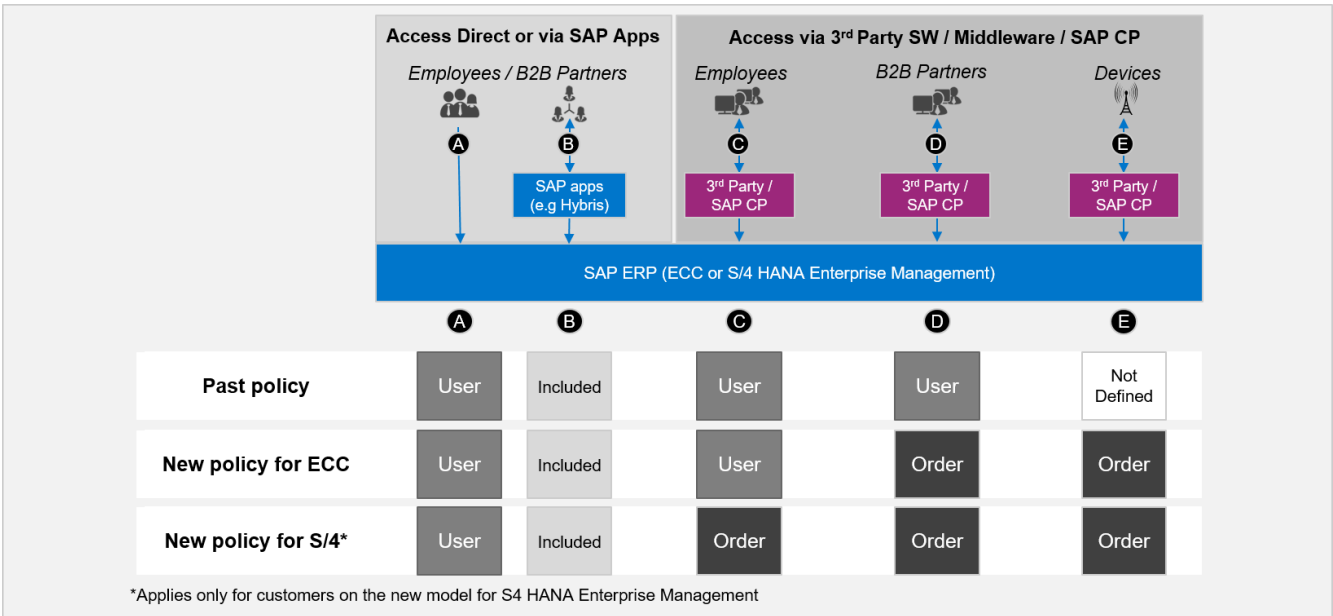 Access Direct or via SAP Apps
Access via 3rd Party SW / Middleware / SAP CP
Employees / B2B Partners
Employees
B2B Partners
Devices
A
B
C
D
E
SAP apps
(e.g Hybris)
3rd Party /
SAP CP
3rd Party /
SAP CP
3rd Party /
SAP CP
SAP ERP (ECC or S/4 HANA Enterprise Management)
A
B
C
D
E
Past policy
User
Included
User
User
Not
Defined
New policy for ECC
User
Included
User
Order
Order
New policy for S/4*
User
Included
Order
Order
Order
*Applies only for customers on the new model for S4 HANA Enterprise Management